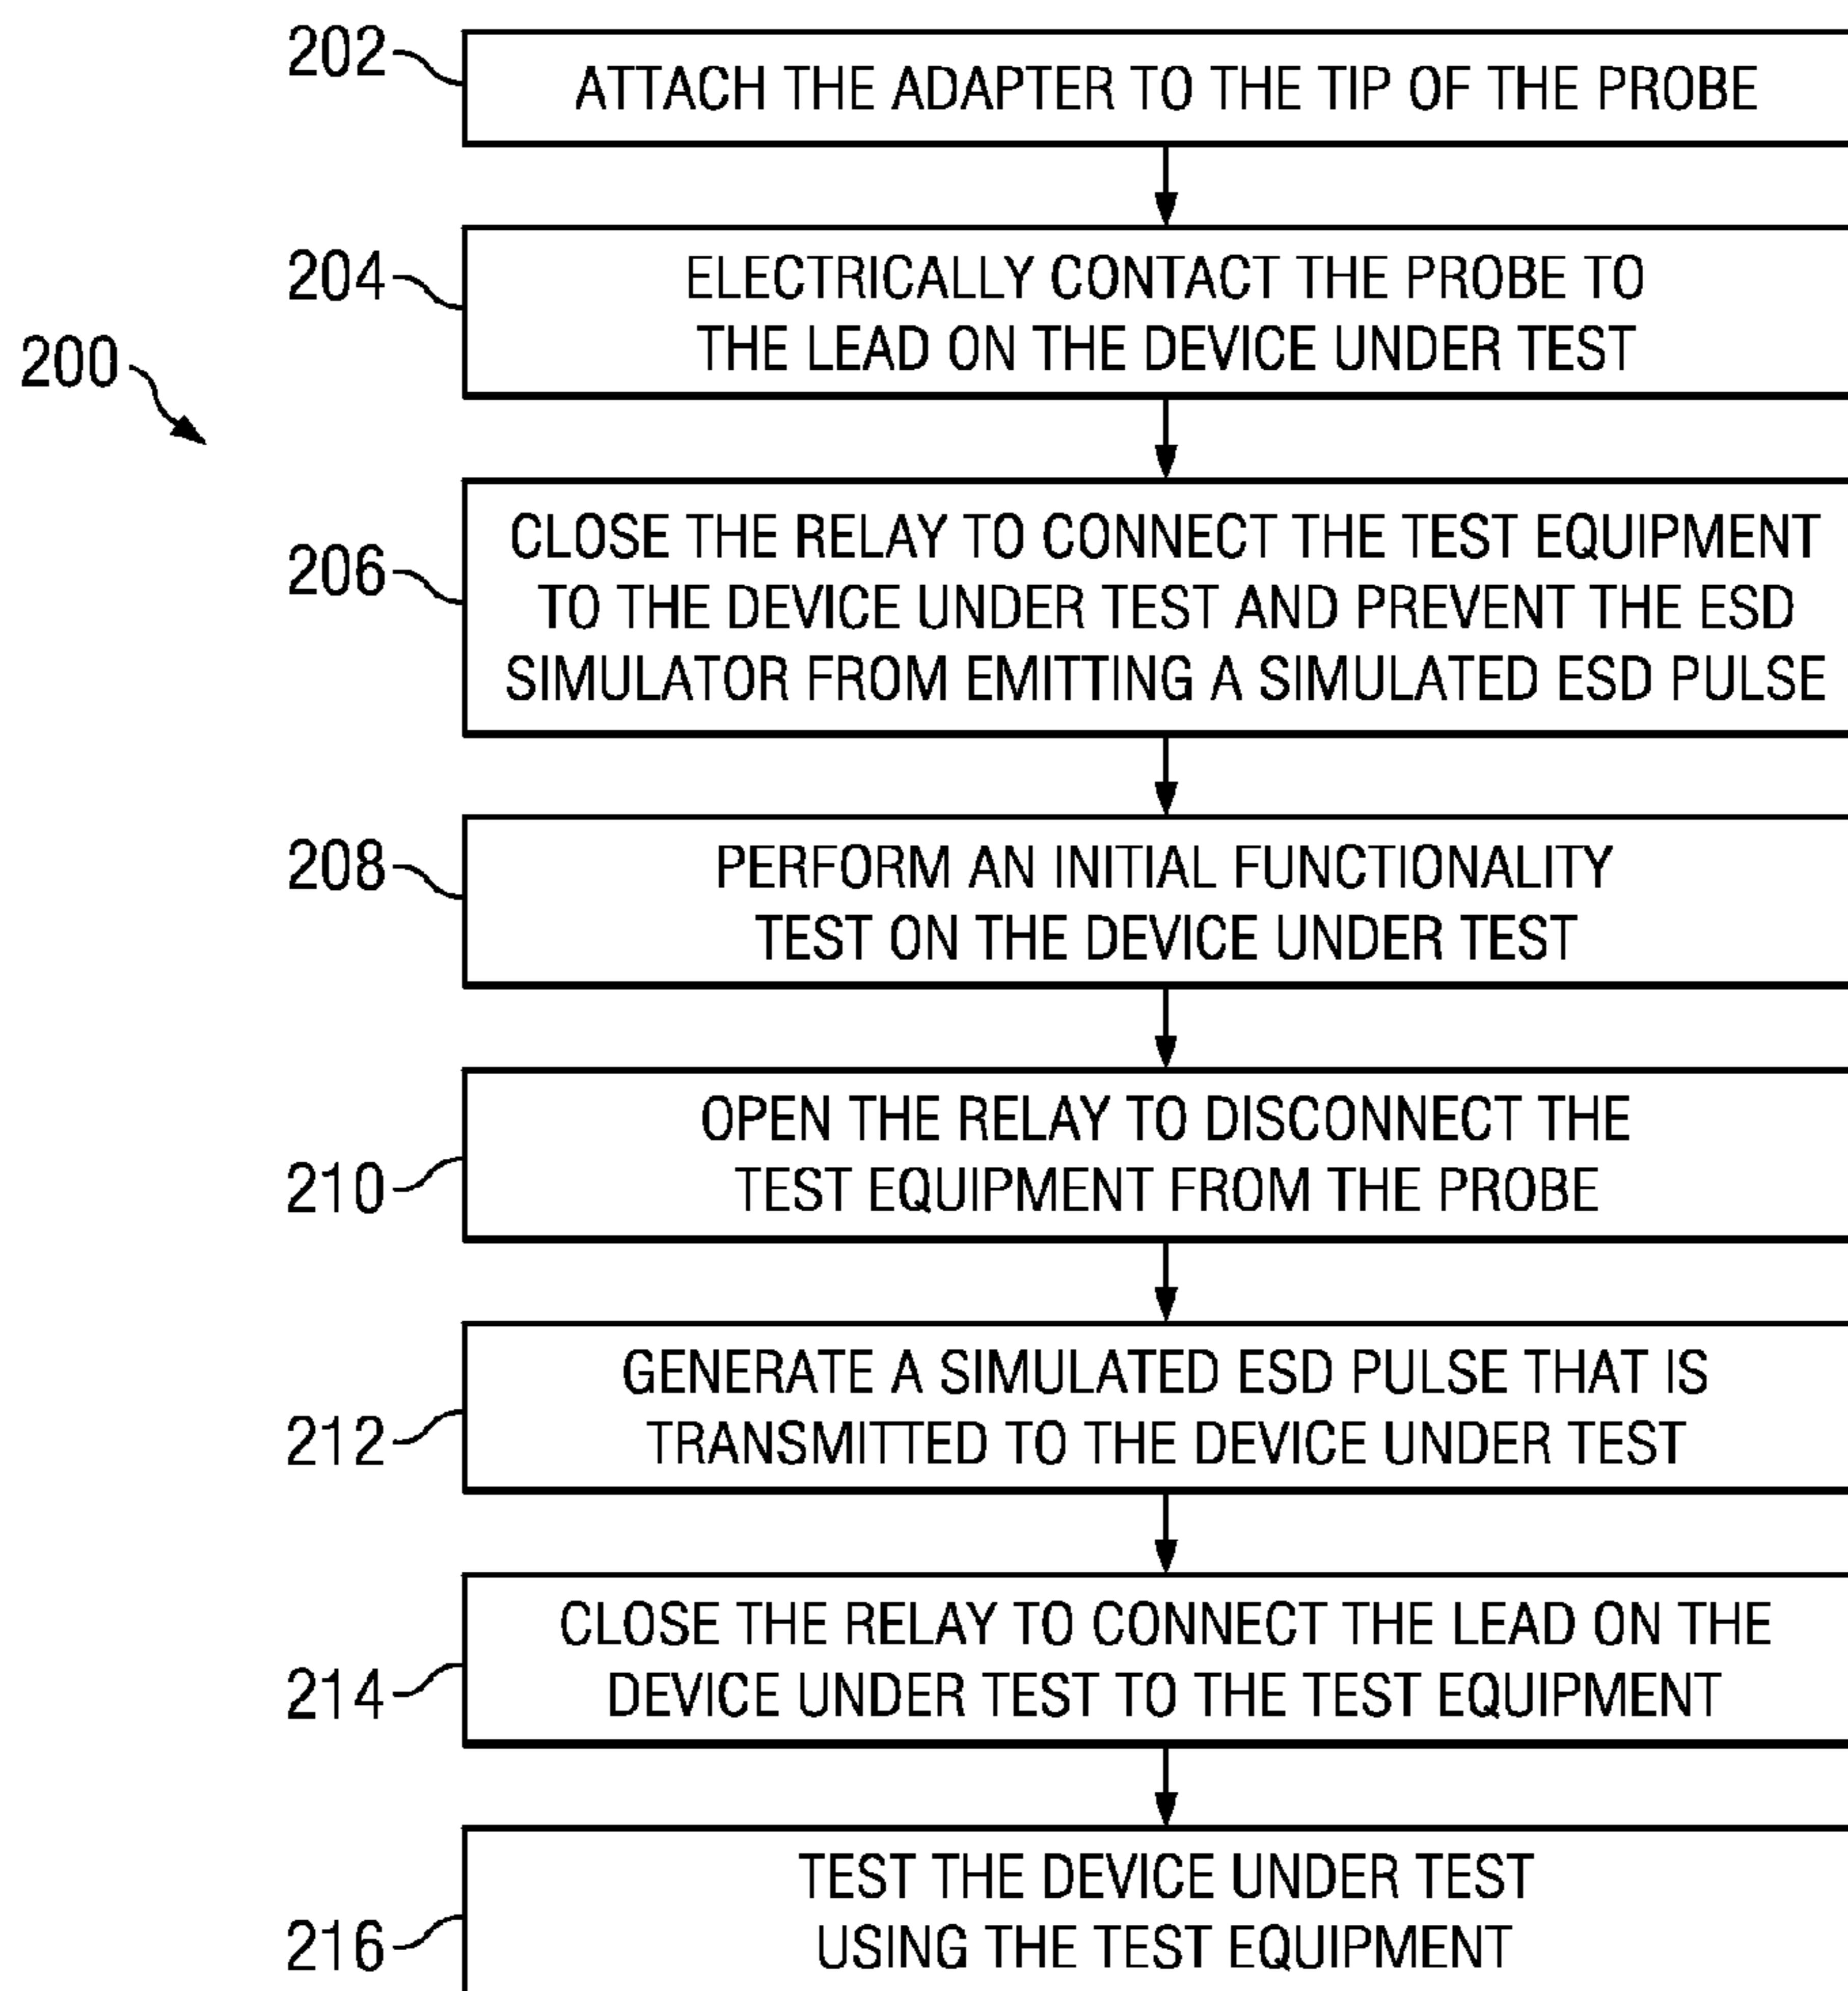 202
ATTACH THE ADAPTER TO THE TIP OF THE PROBE
204
ELECTRICALLY CONTACT THE PROBE TO
THE LEAD ON THE DEVICE UNDER TEST
200
206
CLOSE THE RELAY TO CONNECT THE TEST EQUIPMENT
TO THE DEVICE UNDER TEST AND PREVENT THE ESD
SIMULATOR FROM EMITTING A SIMULATED ESD PULSE
208
PERFORM AN INITIAL FUNCTIONALITY
TEST ON THE DEVICE UNDER TEST
210
OPEN THE RELAY TO DISCONNECT THE
TEST EQUIPMENT FROM THE PROBE
212
GENERATE A SIMULATED ESD PULSE THAT IS
TRANSMITTED TO THE DEVICE UNDER TEST
214
CLOSE THE RELAY TO CONNECT THE LEAD ON THE
DEVICE UNDER TEST TO THE TEST EQUIPMENT
216
TEST THE DEVICE UNDER TEST
USING THE TEST EQUIPMENT